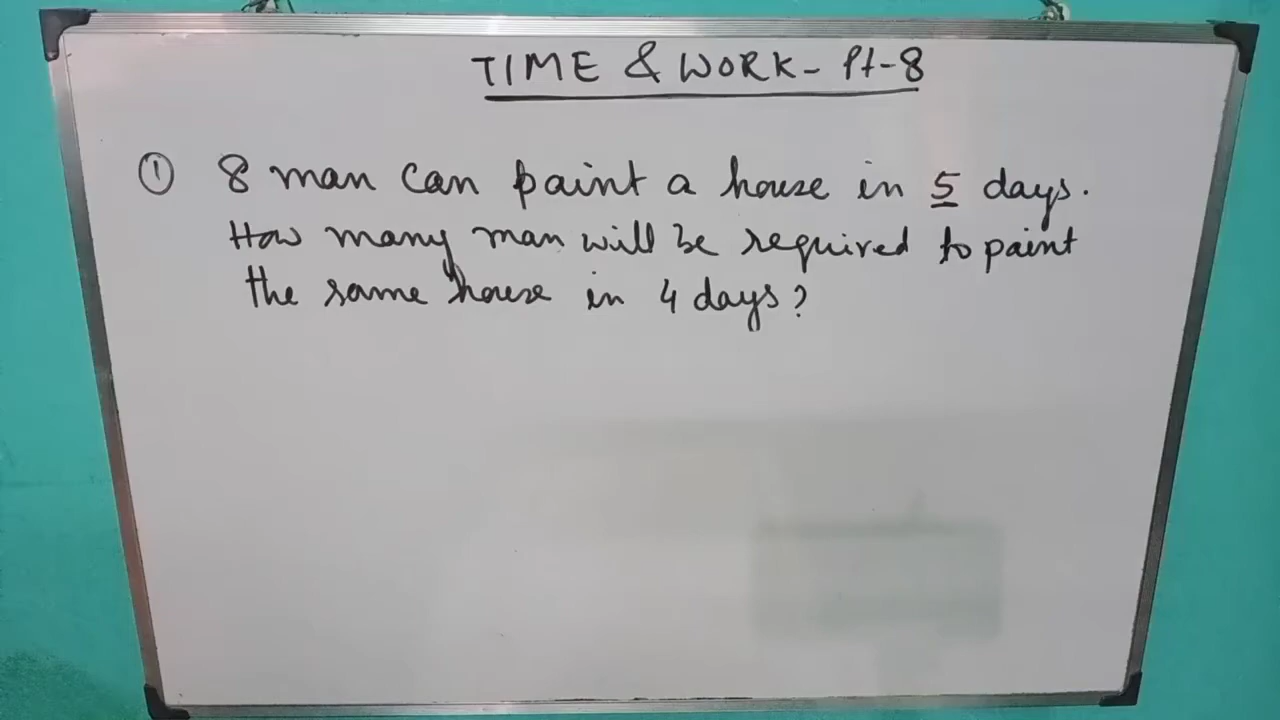 TIME & WORK - Pt-8
① 8 man can paint a house in 5 days.
How many man will be required to paint
the same house in 4 days?